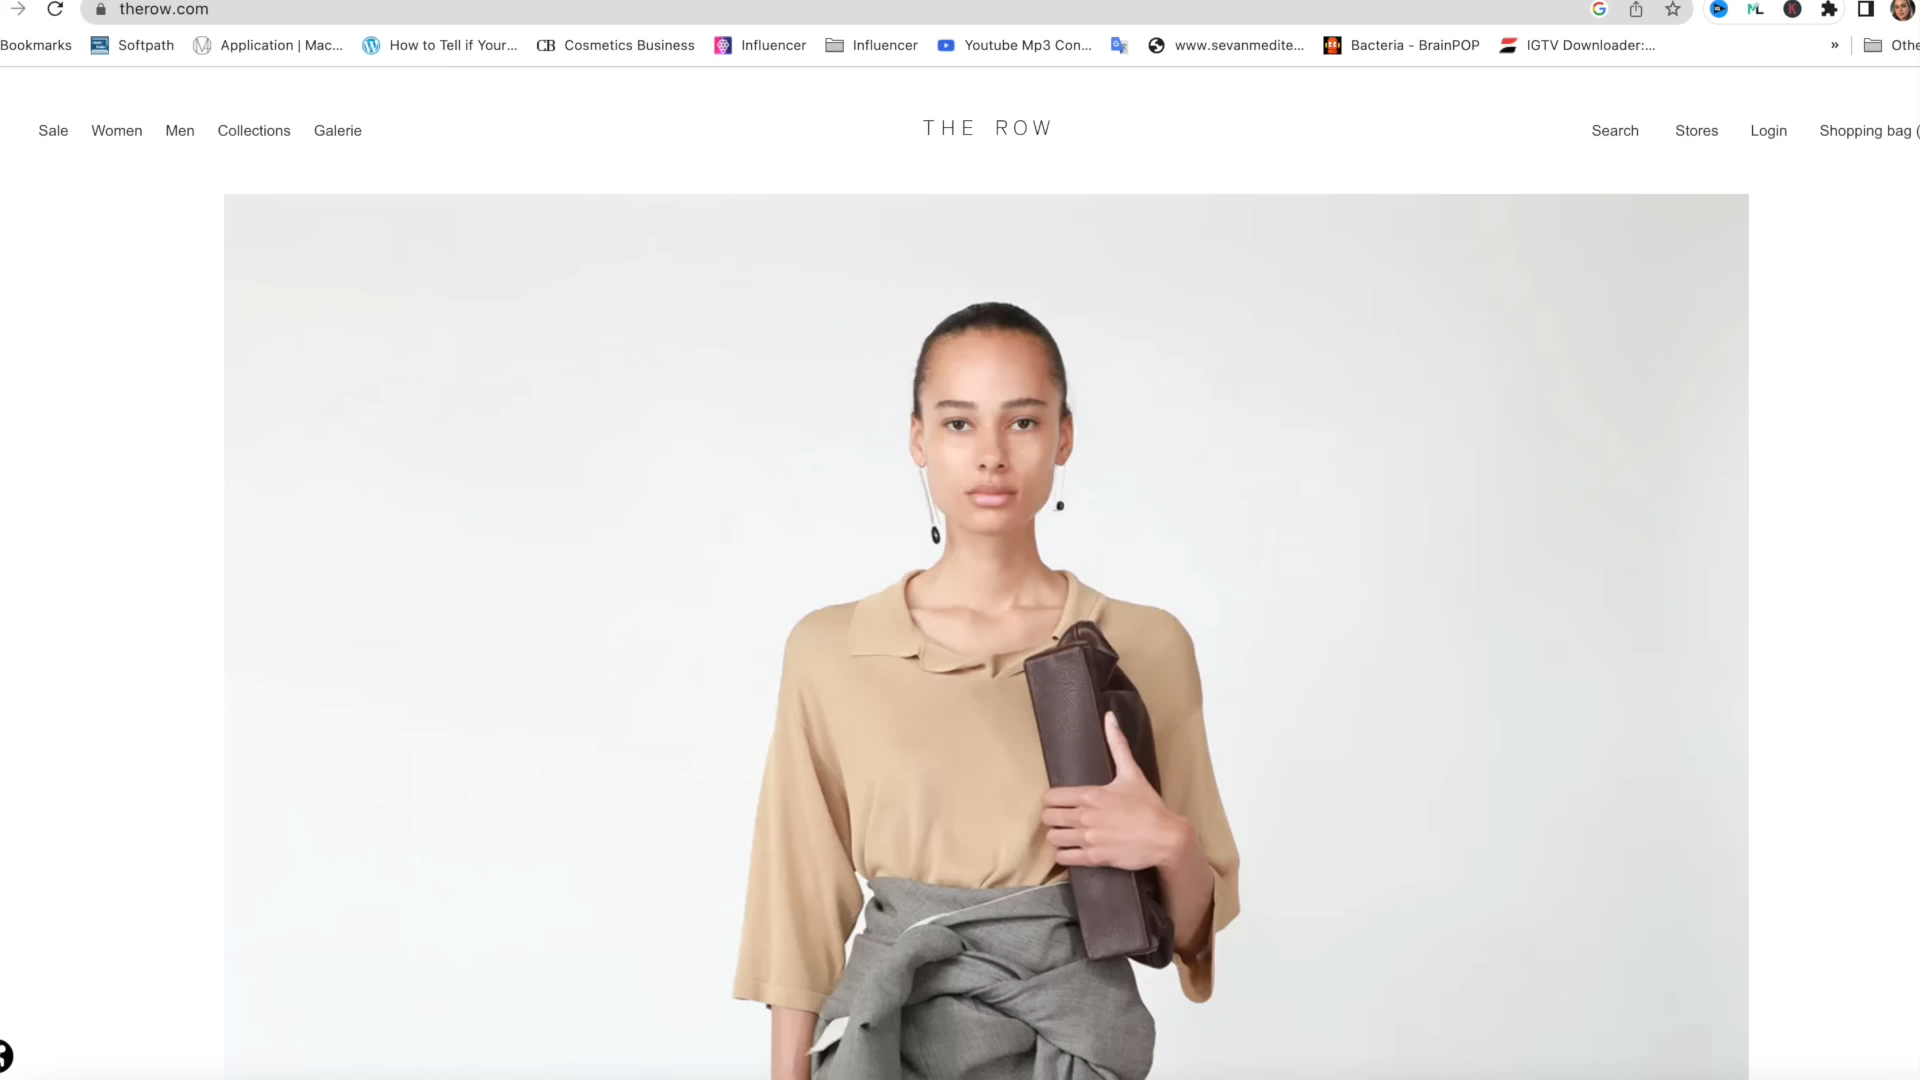 therow.com
Bookmarks Softpath Application | Mac... How to Tell if Your... CB Cosmetics Business Influencer Influencer Youtube Mp3 Con... www.sevanmedite... Bacteria - BrainPOP IGTV Downloader:... » Othe
Sale Women Men Collections Galerie THE ROW Search Stores Login Shopping bag (